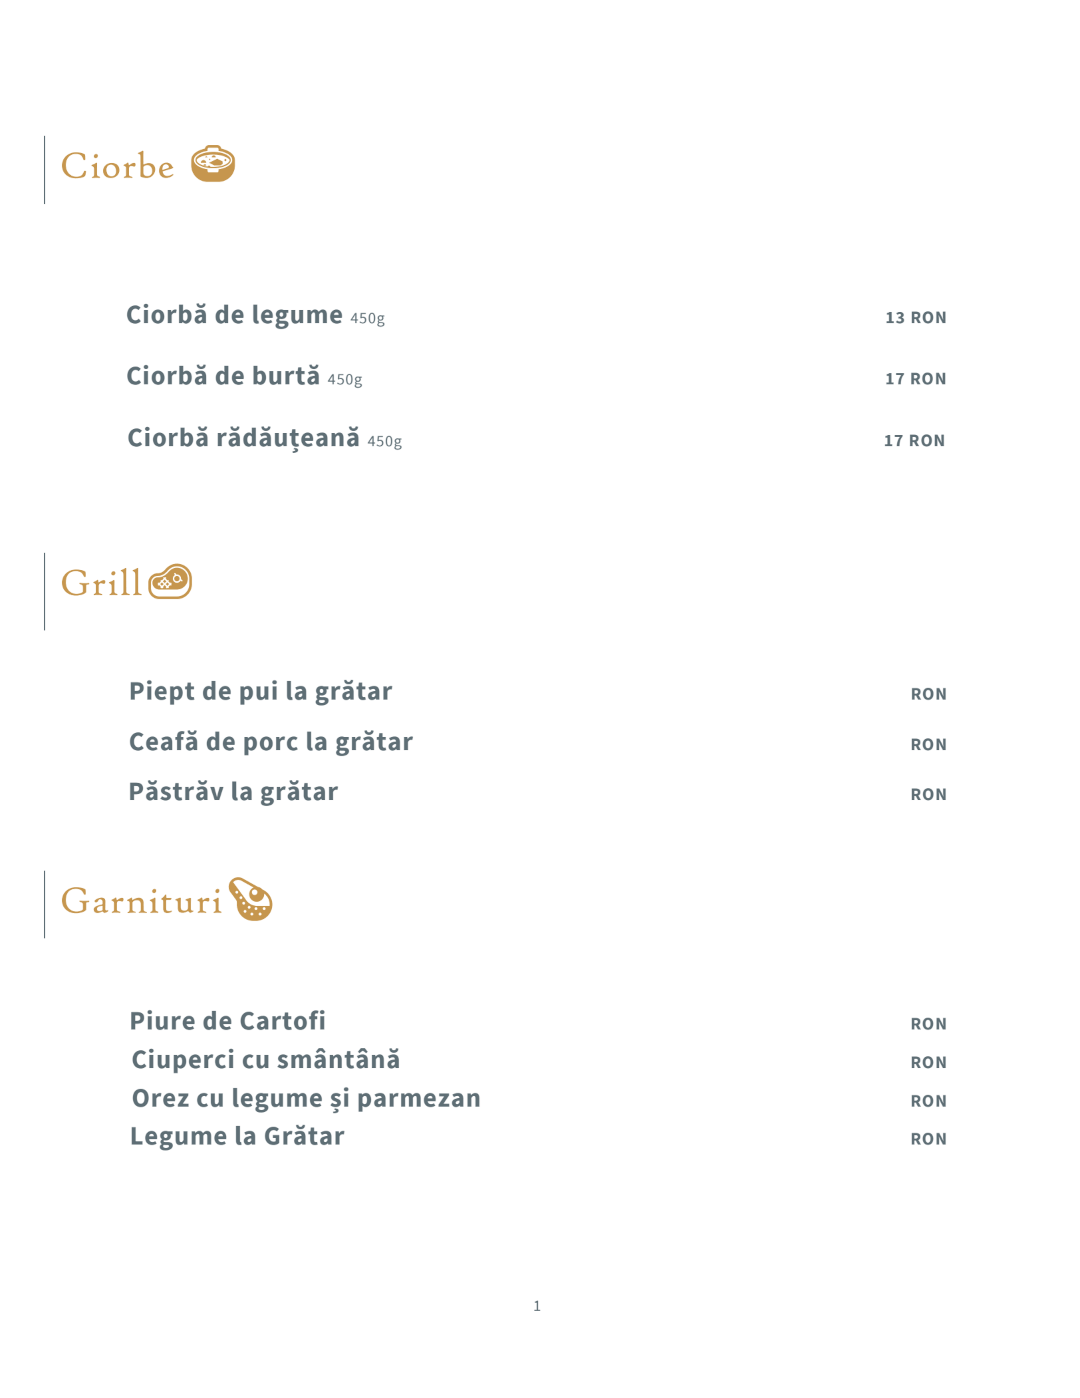 Ciorbe
Ciorbă de legume 450g 13 RON
Ciorbă de burtă 450g 17 RON
Ciorbă rădăuțeană 450g 17 RON
Grill
Piept de pui la grătar RON
Ceafă de porc la grătar RON
Păstrăv la grătar RON
Garnituri
Piure de Cartofi RON
Ciuperci cu smântână RON
Orez cu legume și parmezan RON
Legume la Grătar RON
1